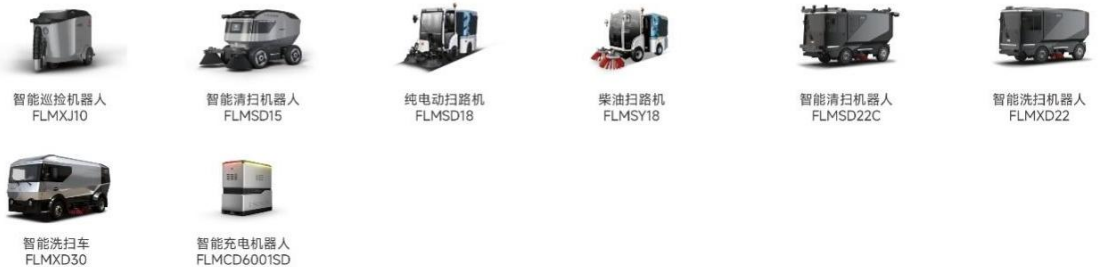 智能巡捡机器人
FLMXJ10
智能清扫机器人
FLMSD15
纯电动扫路机
FLMSD18
柴油扫路机
FLMSY18
智能清扫机器人
FLMSD22C
智能洗扫机器人
FLMXD22
智能洗扫车
FLMXD30
智能充电机器人
FLMCD6001SD